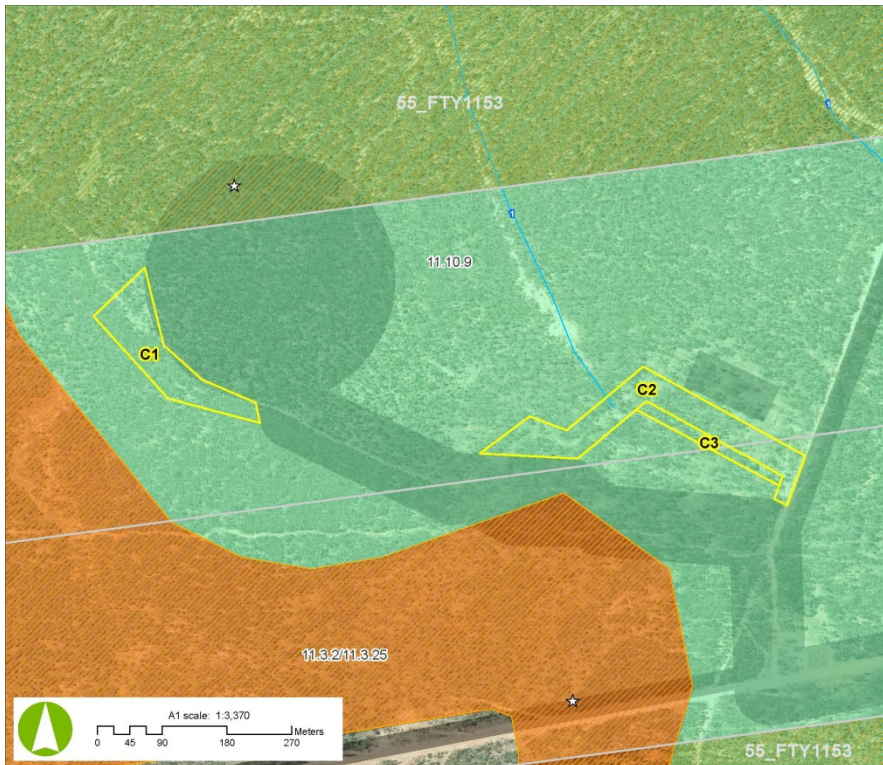 55_FTY1153
1
1
11.10.9
C1
C2
C3
11.3.2/11.3.25
A1 scale: 1:3,370
Meters
0 45 90 180 270
55_FTY1153